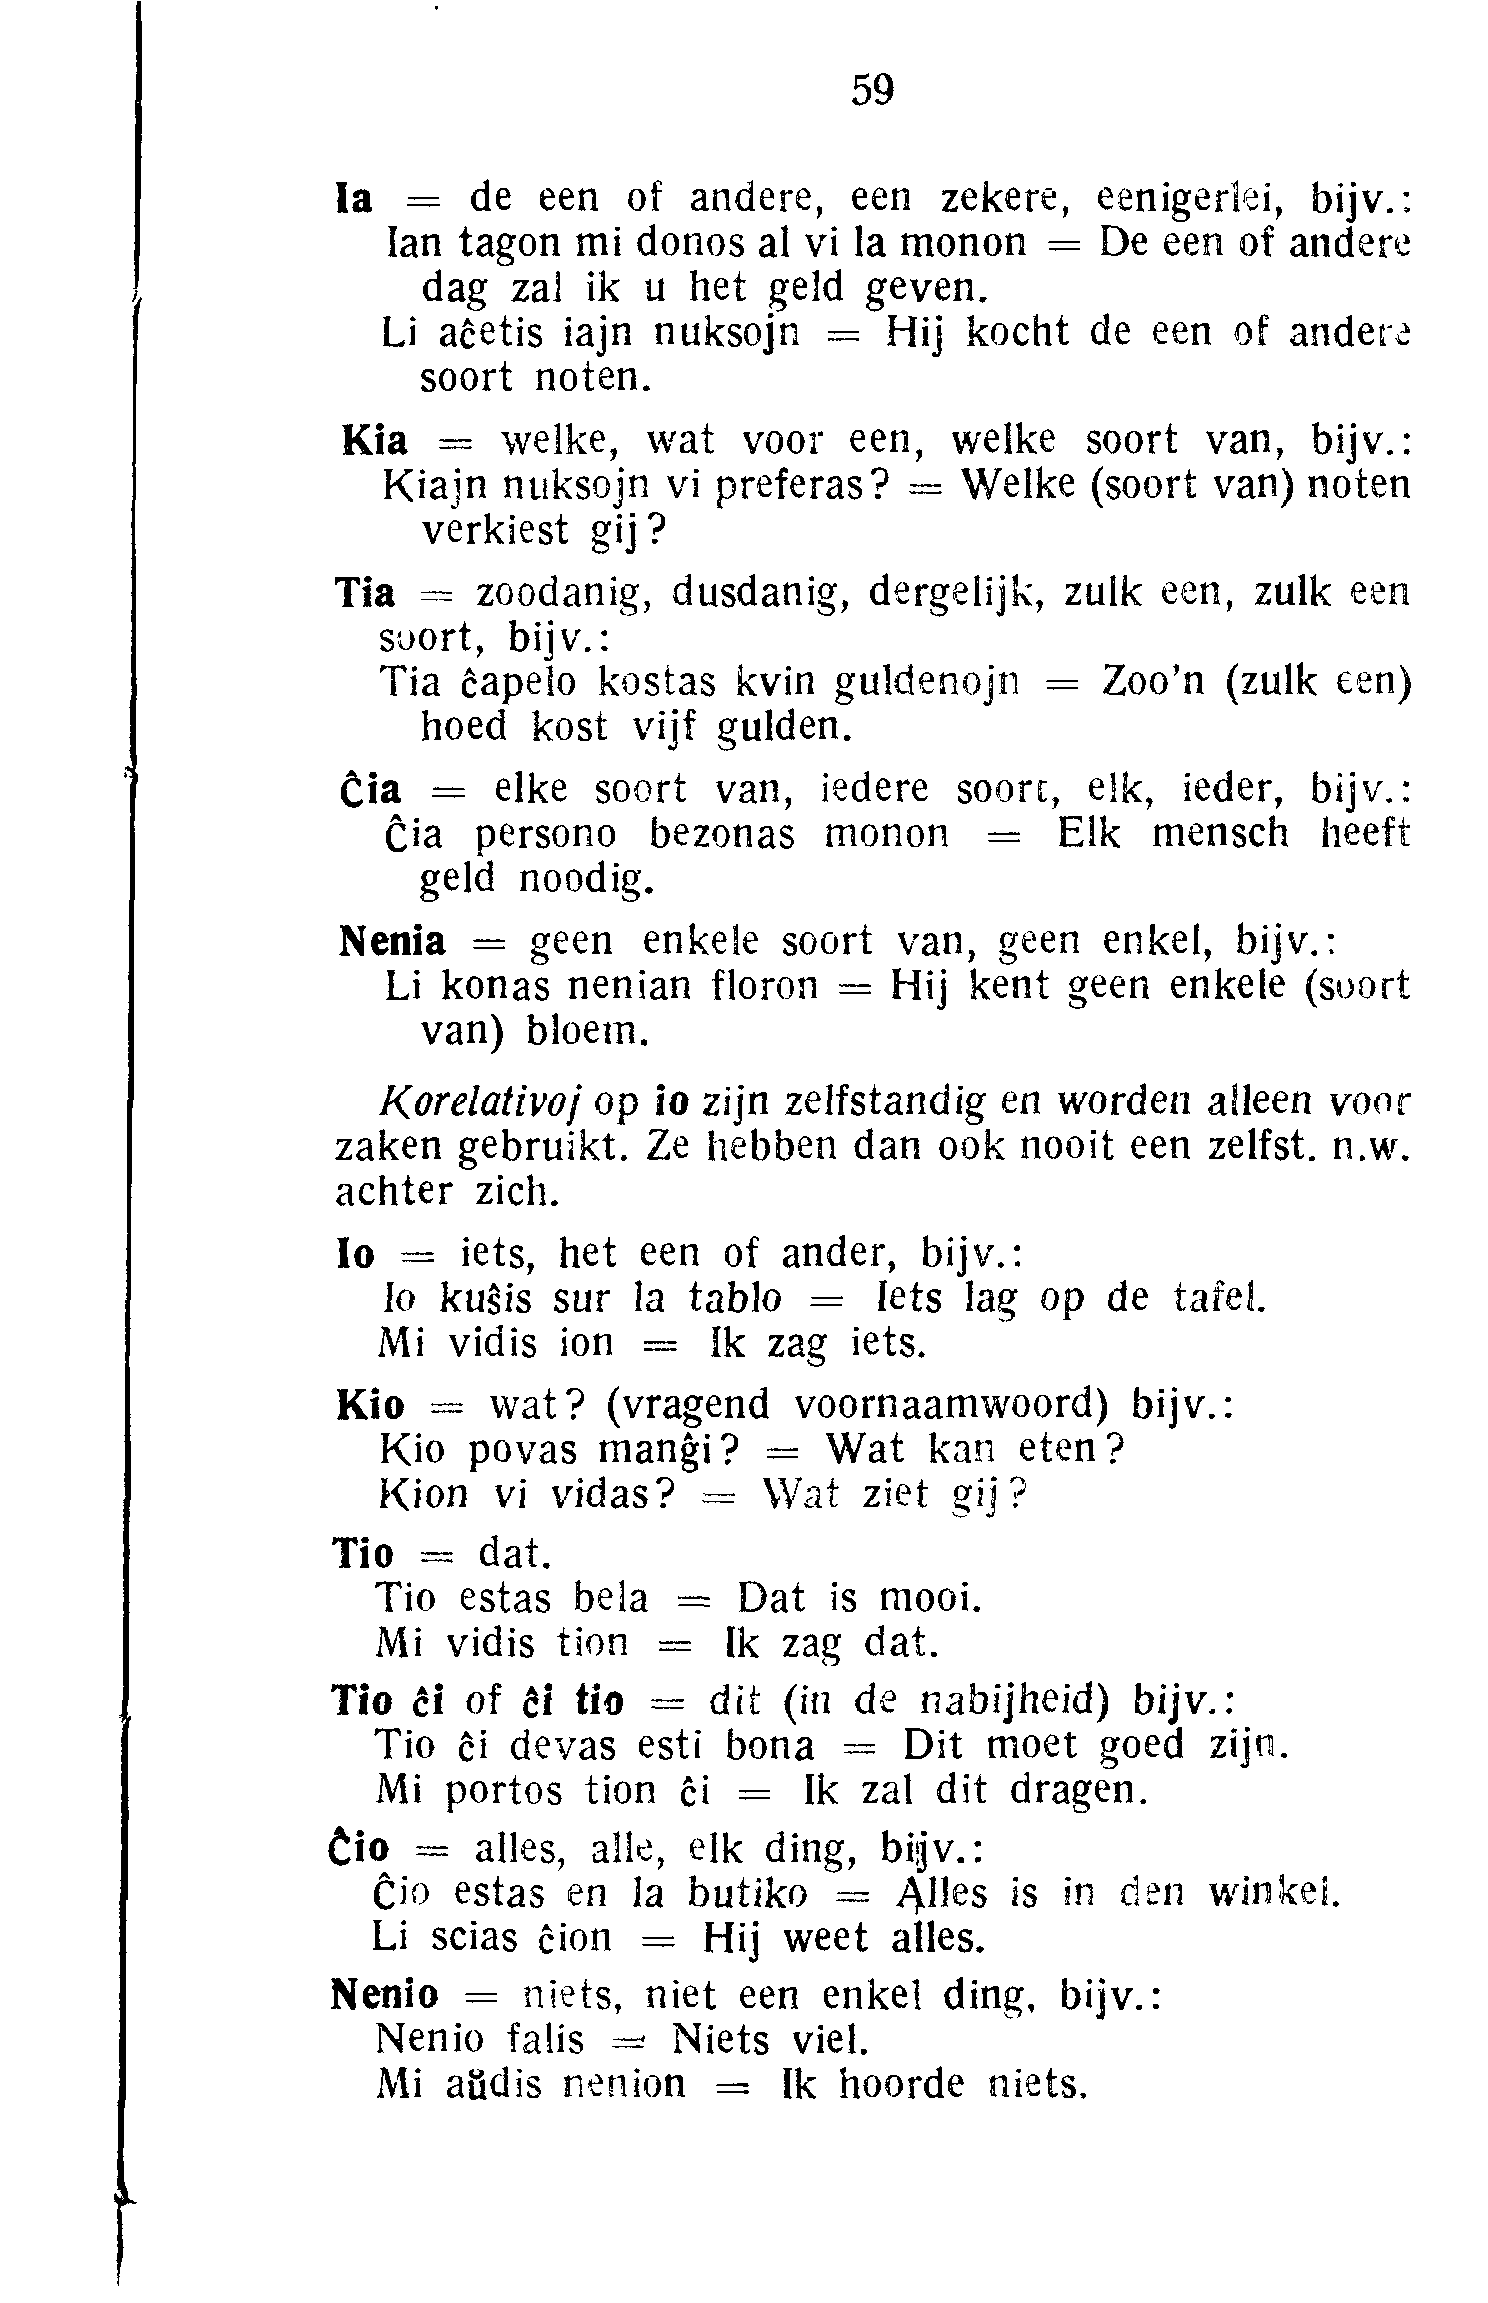 59
Ia = de een of andere, een zekere, eenigerlei, bijv.:
Ian tagon mi donos al vi la monon = De een of andere
dag zal ik u het geld geven.
Li aĉetis iajn nuksojn = Hij kocht de een of andere
soort noten.
Kia = welke, wat voor een, welke soort van, bijv.:
Kiajn nuksojn vi preferas? = Welke (soort van) noten
verkiest gij?
Tia = zoodanig, dusdanig, dergelijk, zulk een, zulk een
soort, bijv.:
Tia ĉapelo kostas kvin guldenojn = Zoo'n (zulk een)
hoed kost vijf gulden.
Ĉia = elke soort van, iedere soort, elk, ieder, bijv.:
Ĉia persono bezonas monon = Elk mensch heeft
geld noodig.
Nenia = geen enkele soort van, geen enkel, bijv.:
Li konas nenian floron = Hij kent geen enkele (soort
van) bloem.
Korelativoj op io zijn zelfstandig en worden alleen voor
zaken gebruikt. Ze hebben dan ook nooit een zelfst. n.w.
achter zich.
Io = iets, het een of ander, bijv.:
Io kuŝis sur la tablo = Iets lag op de tafel.
Mi vidis ion = Ik zag iets.
Kio = wat? (vragend voornaamwoord) bijv.:
Kio povas manĝi? = Wat kan eten?
Kion vi vidas? = Wat ziet gij?
Tio = dat.
Tio estas bela = Dat is mooi.
Mi vidis tion = Ik zag dat.
Tio ĉi of ĉi tio = dit (in de nabijheid) bijv.:
Tio ĉi devas esti bona = Dit moet goed zijn.
Mi portos tion ĉi = Ik zal dit dragen.
Ĉio = alles, alle, elk ding, bijv.:
Ĉio estas en la butiko = Alles is in den winkel.
Li scias ĉion = Hij weet alles.
Nenio = niets, niet een enkel ding, bijv.:
Nenio falis = Niets viel.
Mi aŭdis nenion = Ik hoorde niets.